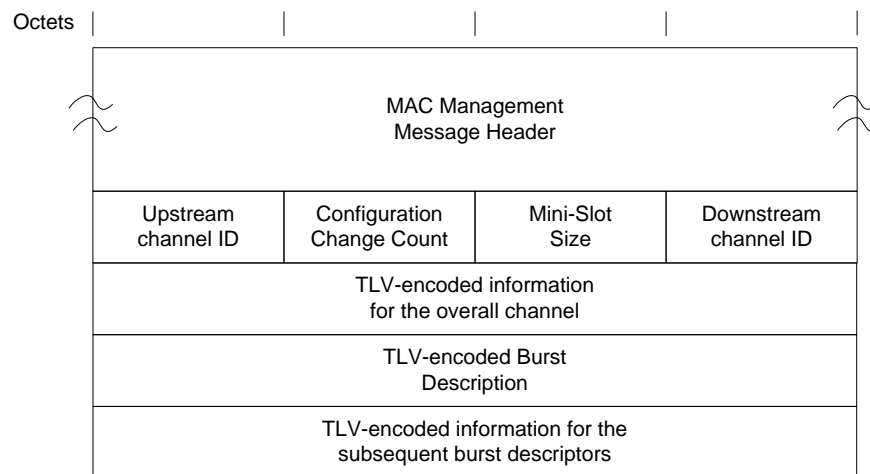 Octets
MAC Management
Message Header
Upstream
channel ID
Configuration
Change Count
Mini-Slot
Size
Downstream
channel ID
TLV-encoded information
for the overall channel
TLV-encoded Burst
Description
TLV-encoded information for the
subsequent burst descriptors